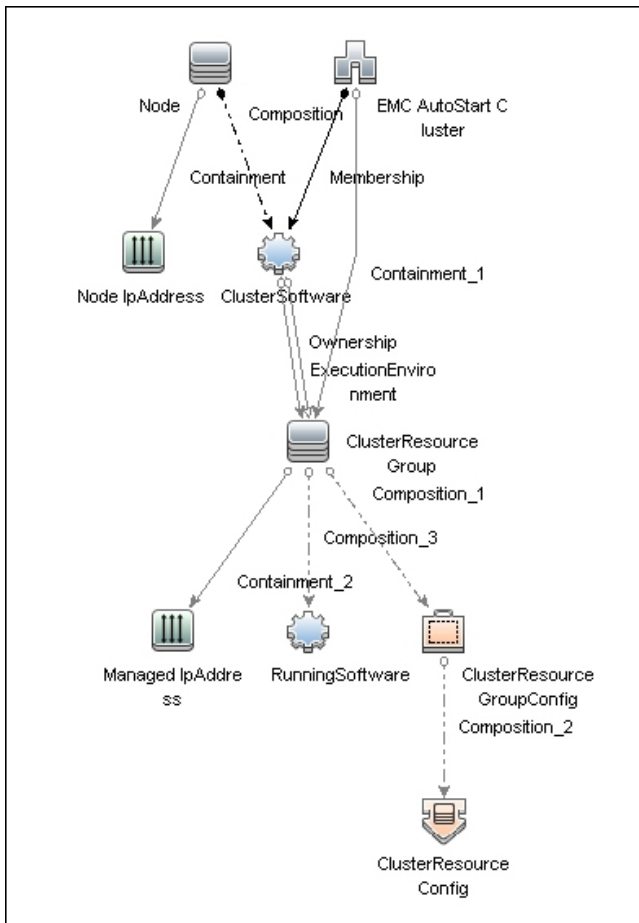 Node
Composition
EMC AutoStart C
luster
Containment
Membership
Node IpAddress
ClusterSoftware
Containment_1
Ownership
ExecutionEnviro
nment
ClusterResource
Group
Composition_1
Composition_3
Containment_2
Managed IpAddre
ss
RunningSoftware
ClusterResource
GroupConfig
Composition_2
ClusterResource
Config